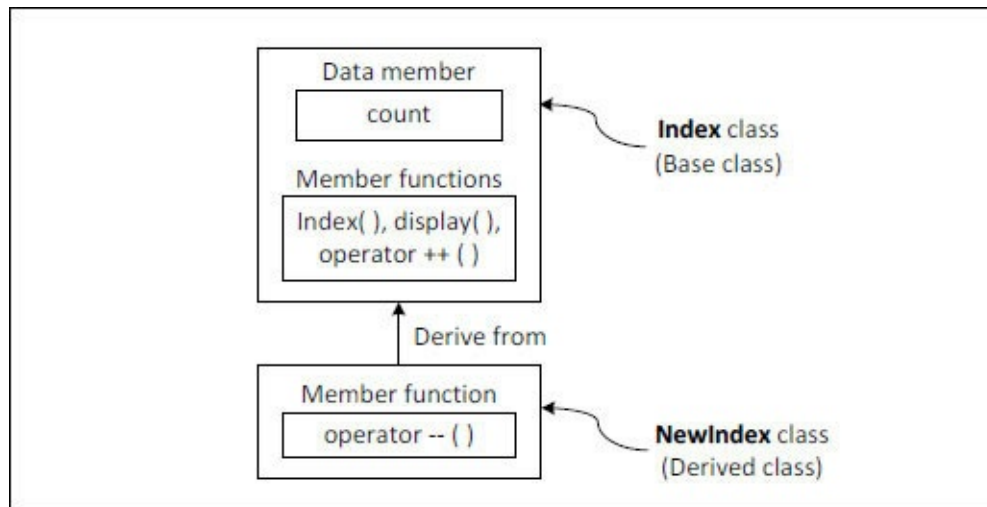 Data member
count
Index class
(Base class)
Member functions
Index( ), display( ),
operator ++ ( )
Derive from
Member function
operator -- ( )
NewIndex class
(Derived class)